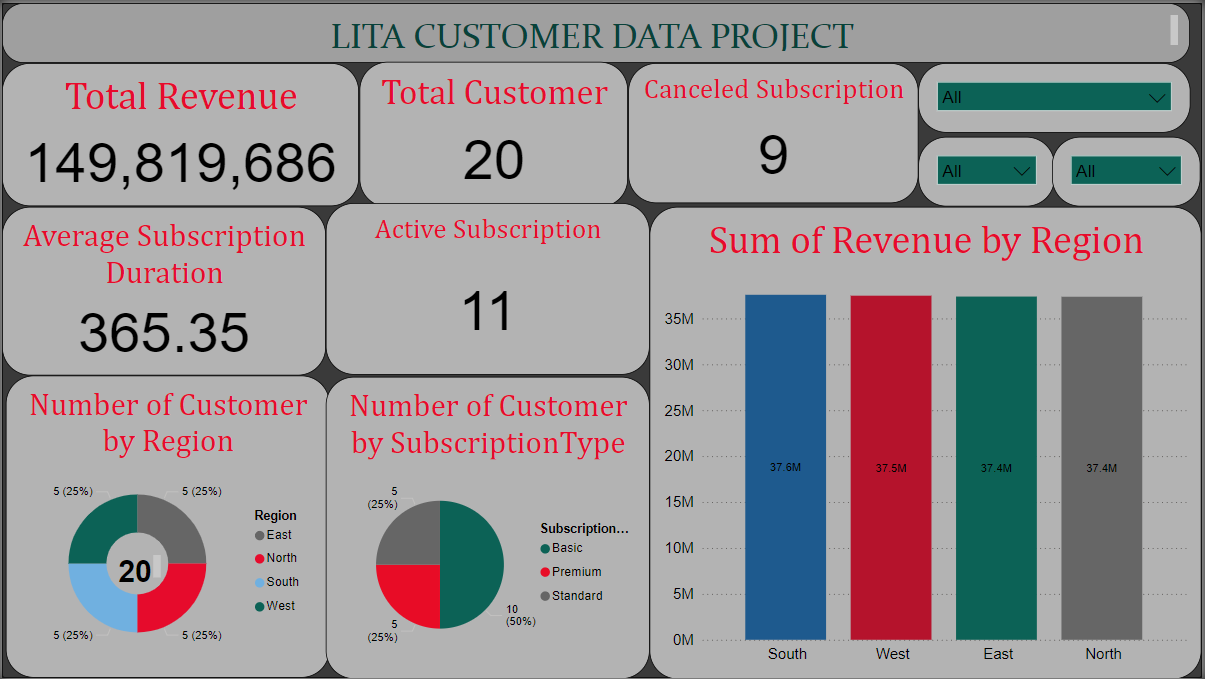 LITA CUSTOMER DATA PROJECT
Total Revenue
149,819,686
Total Customer
20
Canceled Subscription
9
All
All
All
Average Subscription
Duration
365.35
Active Subscription
11
Sum of Revenue by Region
35M
30M
25M
20M
15M
10M
5M
0M
37.6M
37.5M
37.4M
37.4M
South
West
East
North
Number of Customer
by Region
5 (25%)
5 (25%)
20
5 (25%)
5 (25%)
Region
East
North
South
West
Number of Customer
by SubscriptionType
5
(25%)
5
(25%)
10
(50%)
Subscription...
Basic
Premium
Standard